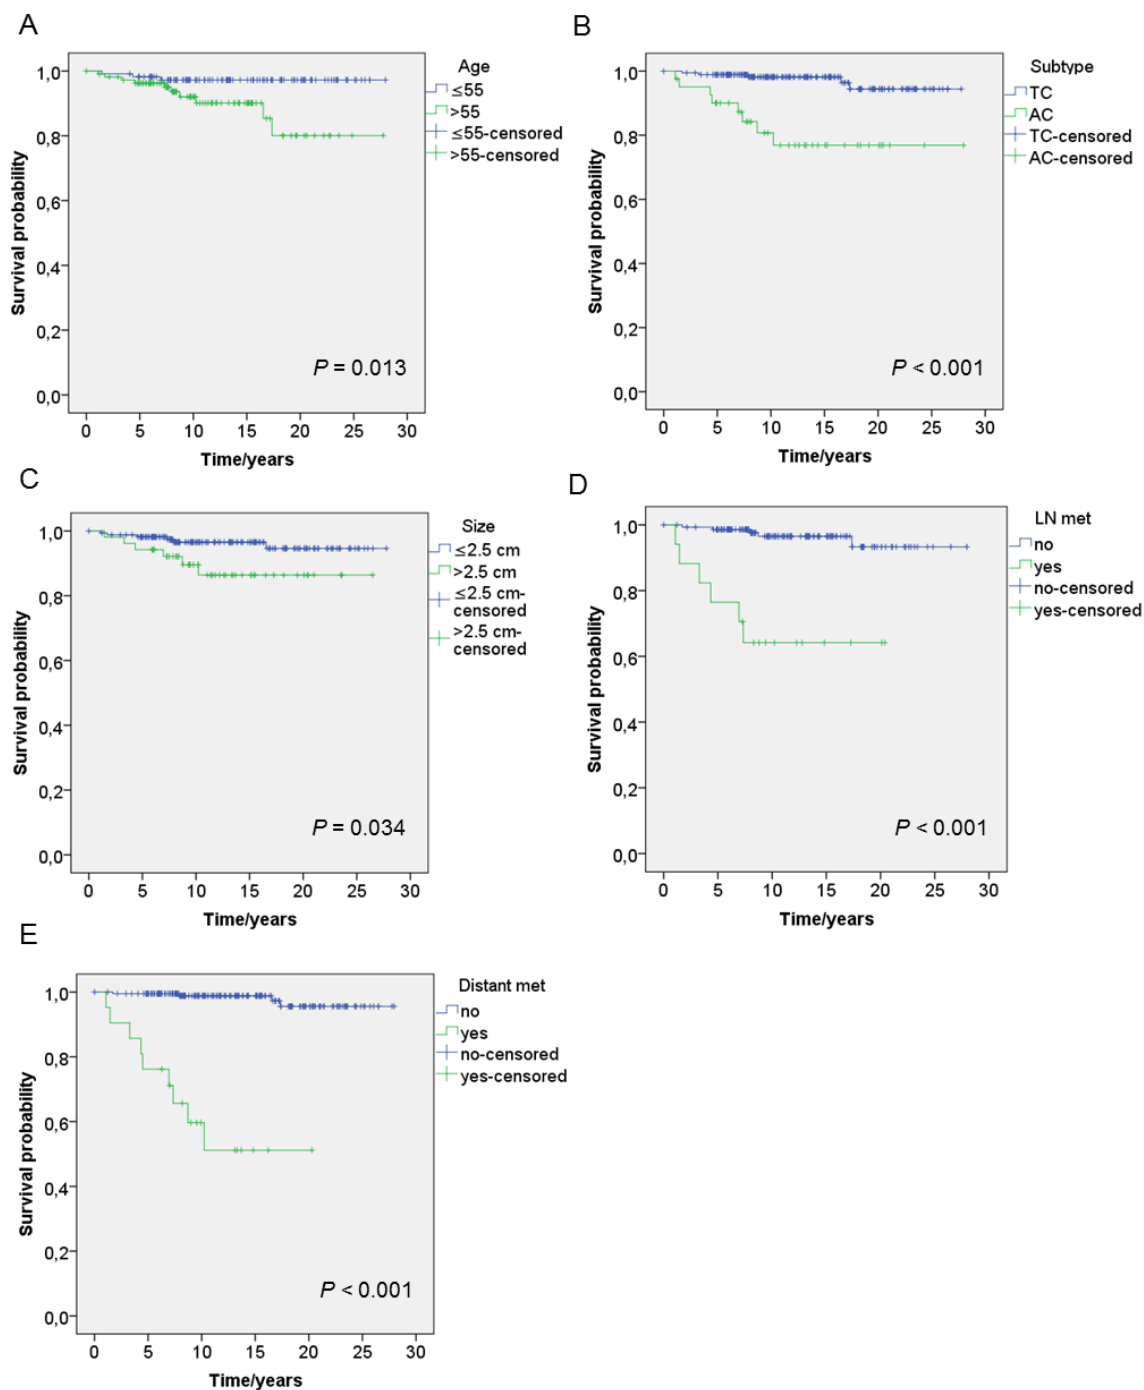 A
Age
≤55
>55
≤55-censored
>55-censored
Survival probability
1,0
0,8
0,6
0,4
0,2
0,0
P = 0.013
0 5 10 15 20 25 30
Time/years
B
Subtype
TC
AC
TC-censored
AC-censored
Survival probability
1,0
0,8
0,6
0,4
0,2
0,0
P < 0.001
0 5 10 15 20 25 30
Time/years
C
Size
≤2.5 cm
>2.5 cm
≤2.5 cm-
censored
>2.5 cm-
censored
Survival probability
1,0
0,8
0,6
0,4
0,2
0,0
P = 0.034
0 5 10 15 20 25 30
Time/years
D
LN met
no
yes
no-censored
yes-censored
Survival probability
1,0
0,8
0,6
0,4
0,2
0,0
P < 0.001
0 5 10 15 20 25 30
Time/years
E
Distant met
no
yes
no-censored
yes-censored
Survival probability
1,0
0,8
0,6
0,4
0,2
0,0
P < 0.001
0 5 10 15 20 25 30
Time/years